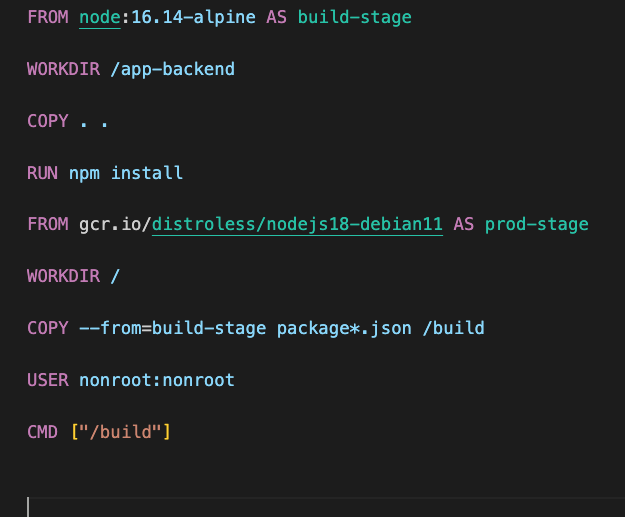 FROM node:16.14-alpine AS build-stage
WORKDIR /app-backend
COPY . .
RUN npm install
FROM gcr.io/distroless/nodejs18-debian11 AS prod-stage
WORKDIR /
COPY --from=build-stage package*.json /build
USER nonroot:nonroot
CMD ["/build"]